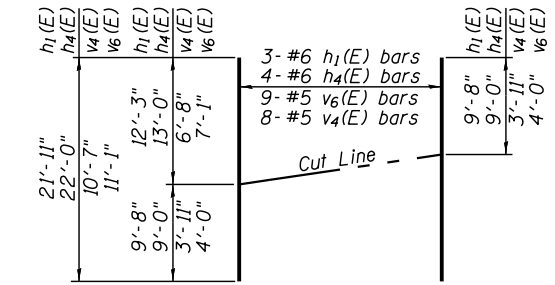 h1(E)
h4(E)
v4(E)
v6(E)
h1(E)
h4(E)
v4(E)
v6(E)
h1(E)
h4(E)
v4(E)
v6(E)
3- #6 h1(E) bars
4- #6 h4(E) bars
9- #5 v6(E) bars
8- #5 v4(E) bars
21'-11"
22'-0"
10'-7"
11'-1"
12'-3"
13'-0"
6'-8"
7'-1"
9'-8"
9'-0"
3'-11"
4'-0"
Cut Line
9'-8"
9'-0"
3'-11"
4'-0"